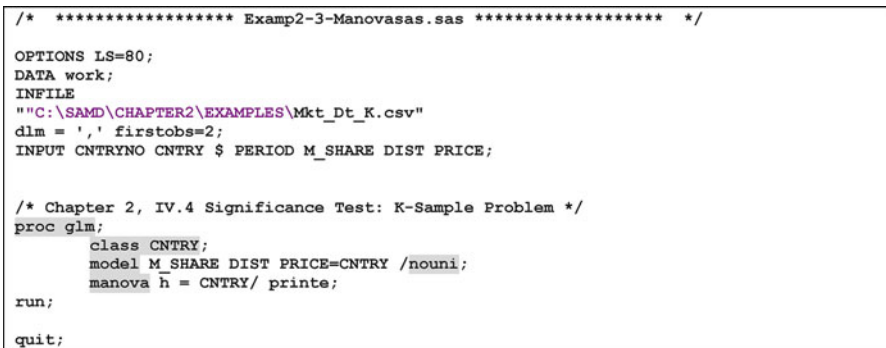 /*  ****************** Examp2-3-Manovasas.sas *******************  */
OPTIONS LS=80;
DATA work;
INFILE
""C:\SAMD\CHAPTER2\EXAMPLES\Mkt_Dt_K.csv"
dlm = ',' firstobs=2;
INPUT CNTRYNO CNTRY $ PERIOD M_SHARE DIST PRICE;
/* Chapter 2, IV.4 Significance Test: K-Sample Problem */
proc glm;
class CNTRY;
model M_SHARE DIST PRICE=CNTRY /nouni;
manova h = CNTRY/ printe;
run;
quit;